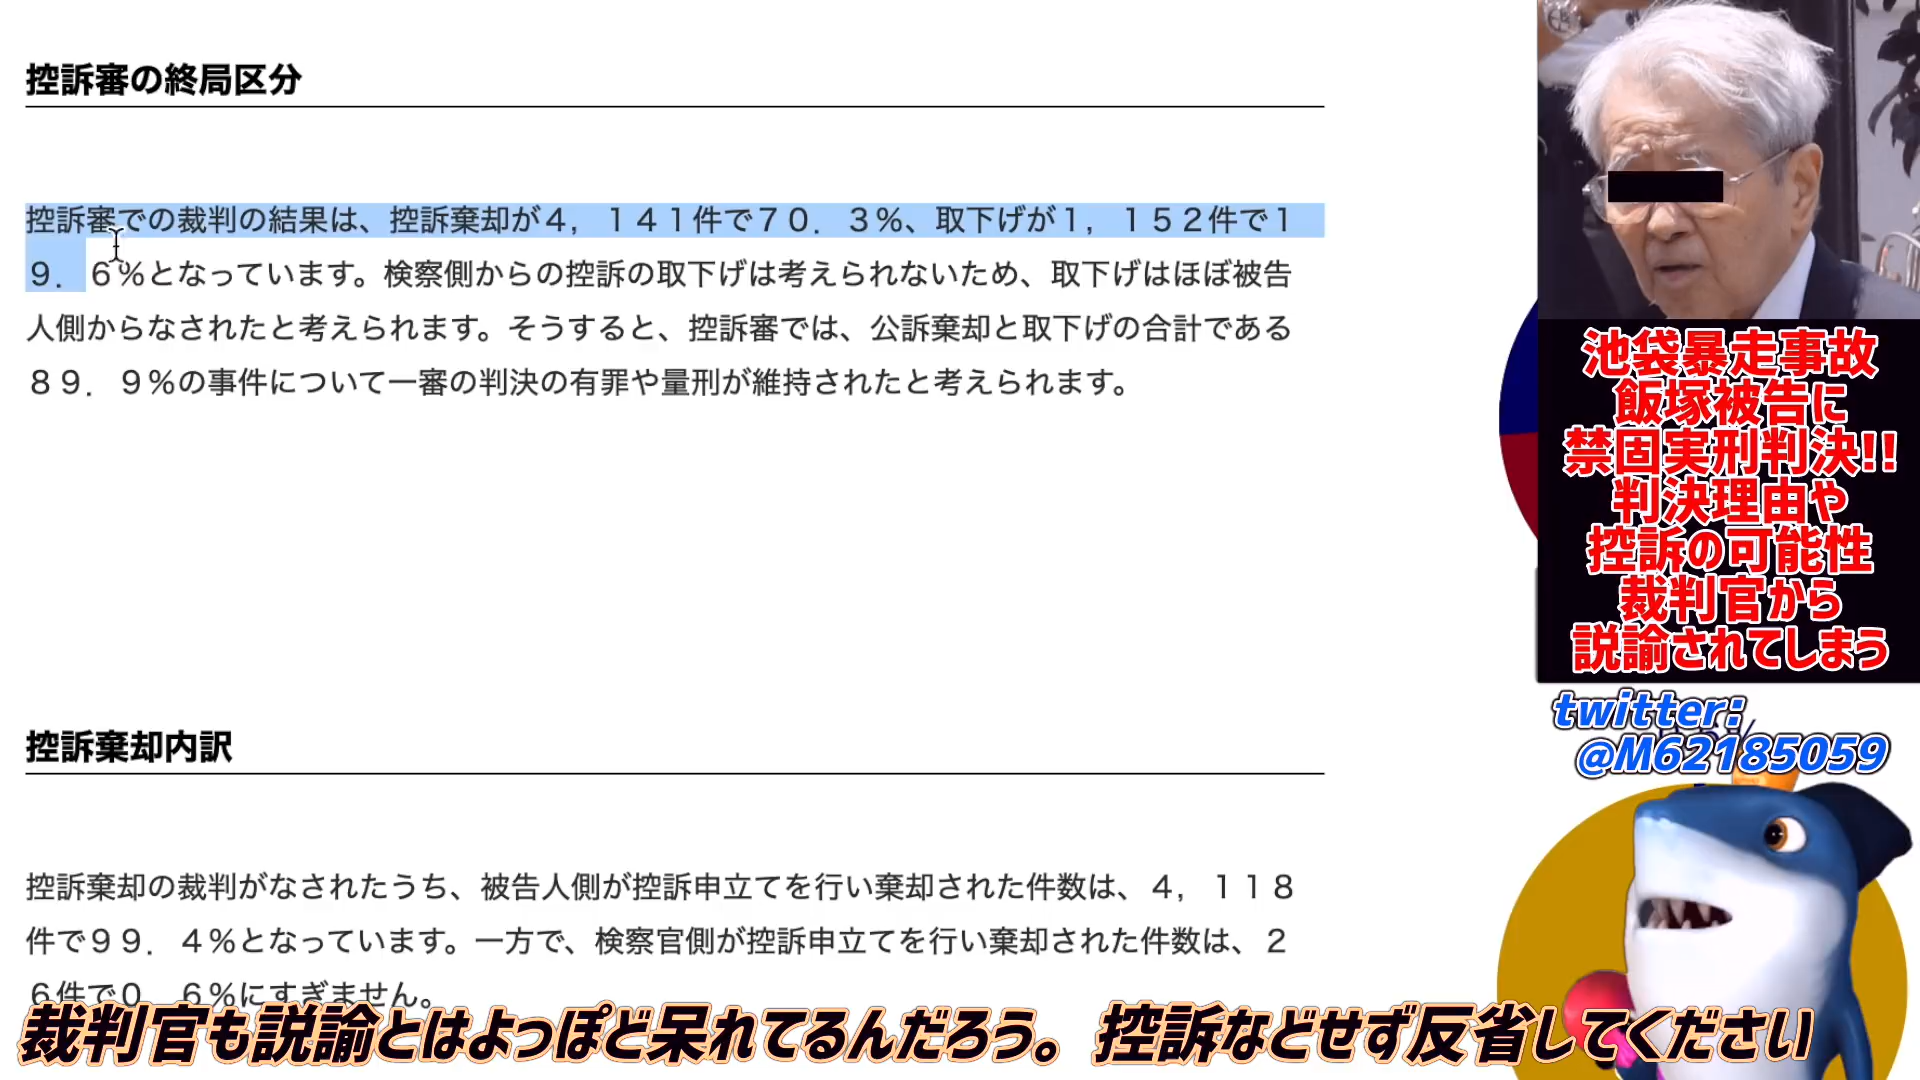 控訴審の終局区分
控訴審での裁判の結果は、控訴棄却が４，１４１件で７０．３％、取下げが１，１５２件で１
９．６％となっています。検察側からの控訴の取下げは考えられないため、取下げはほぼ被告
人側からなされたと考えられます。そうすると、控訴審では、公訴棄却と取下げの合計である
８９．９％の事件について一審の判決の有罪や量刑が維持されたと考えられます。
控訴棄却内訳
控訴棄却の裁判がなされたうち、被告人側が控訴申立てを行い棄却された件数は、４，１１８
件で９９．４％となっています。一方で、検察官側が控訴申立てを行い棄却された件数は、２
６件で０．６％にすぎません。
池袋暴走事故
飯塚被告に
禁固実刑判決!!
判決理由や
控訴の可能性
裁判官から
説諭されてしまう
twitter:
@M62185059
裁判官も説諭とはよっぽど呆れてるんだろう。控訴などせず反省してください